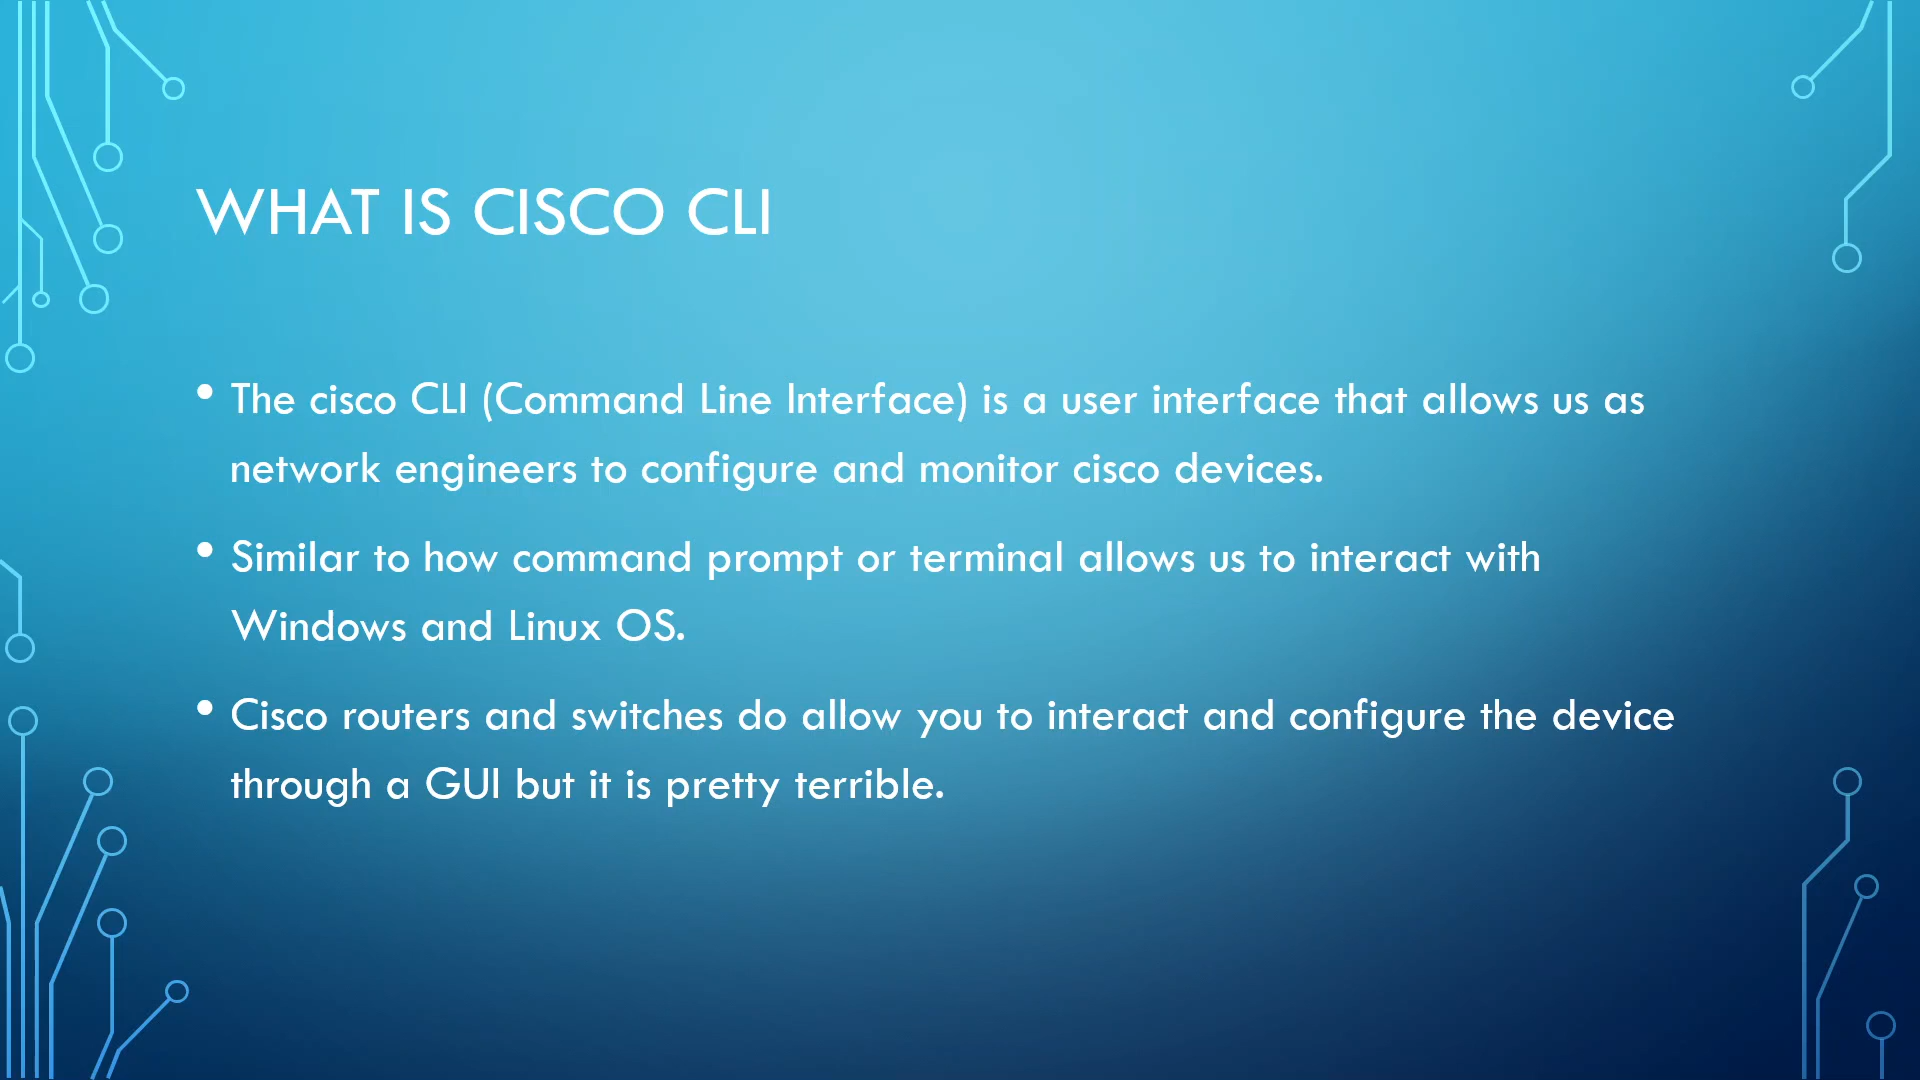 WHAT IS CISCO CLI
• The cisco CLI (Command Line Interface) is a user interface that allows us as
network engineers to configure and monitor cisco devices.
• Similar to how command prompt or terminal allows us to interact with
Windows and Linux OS.
• Cisco routers and switches do allow you to interact and configure the device
through a GUI but it is pretty terrible.